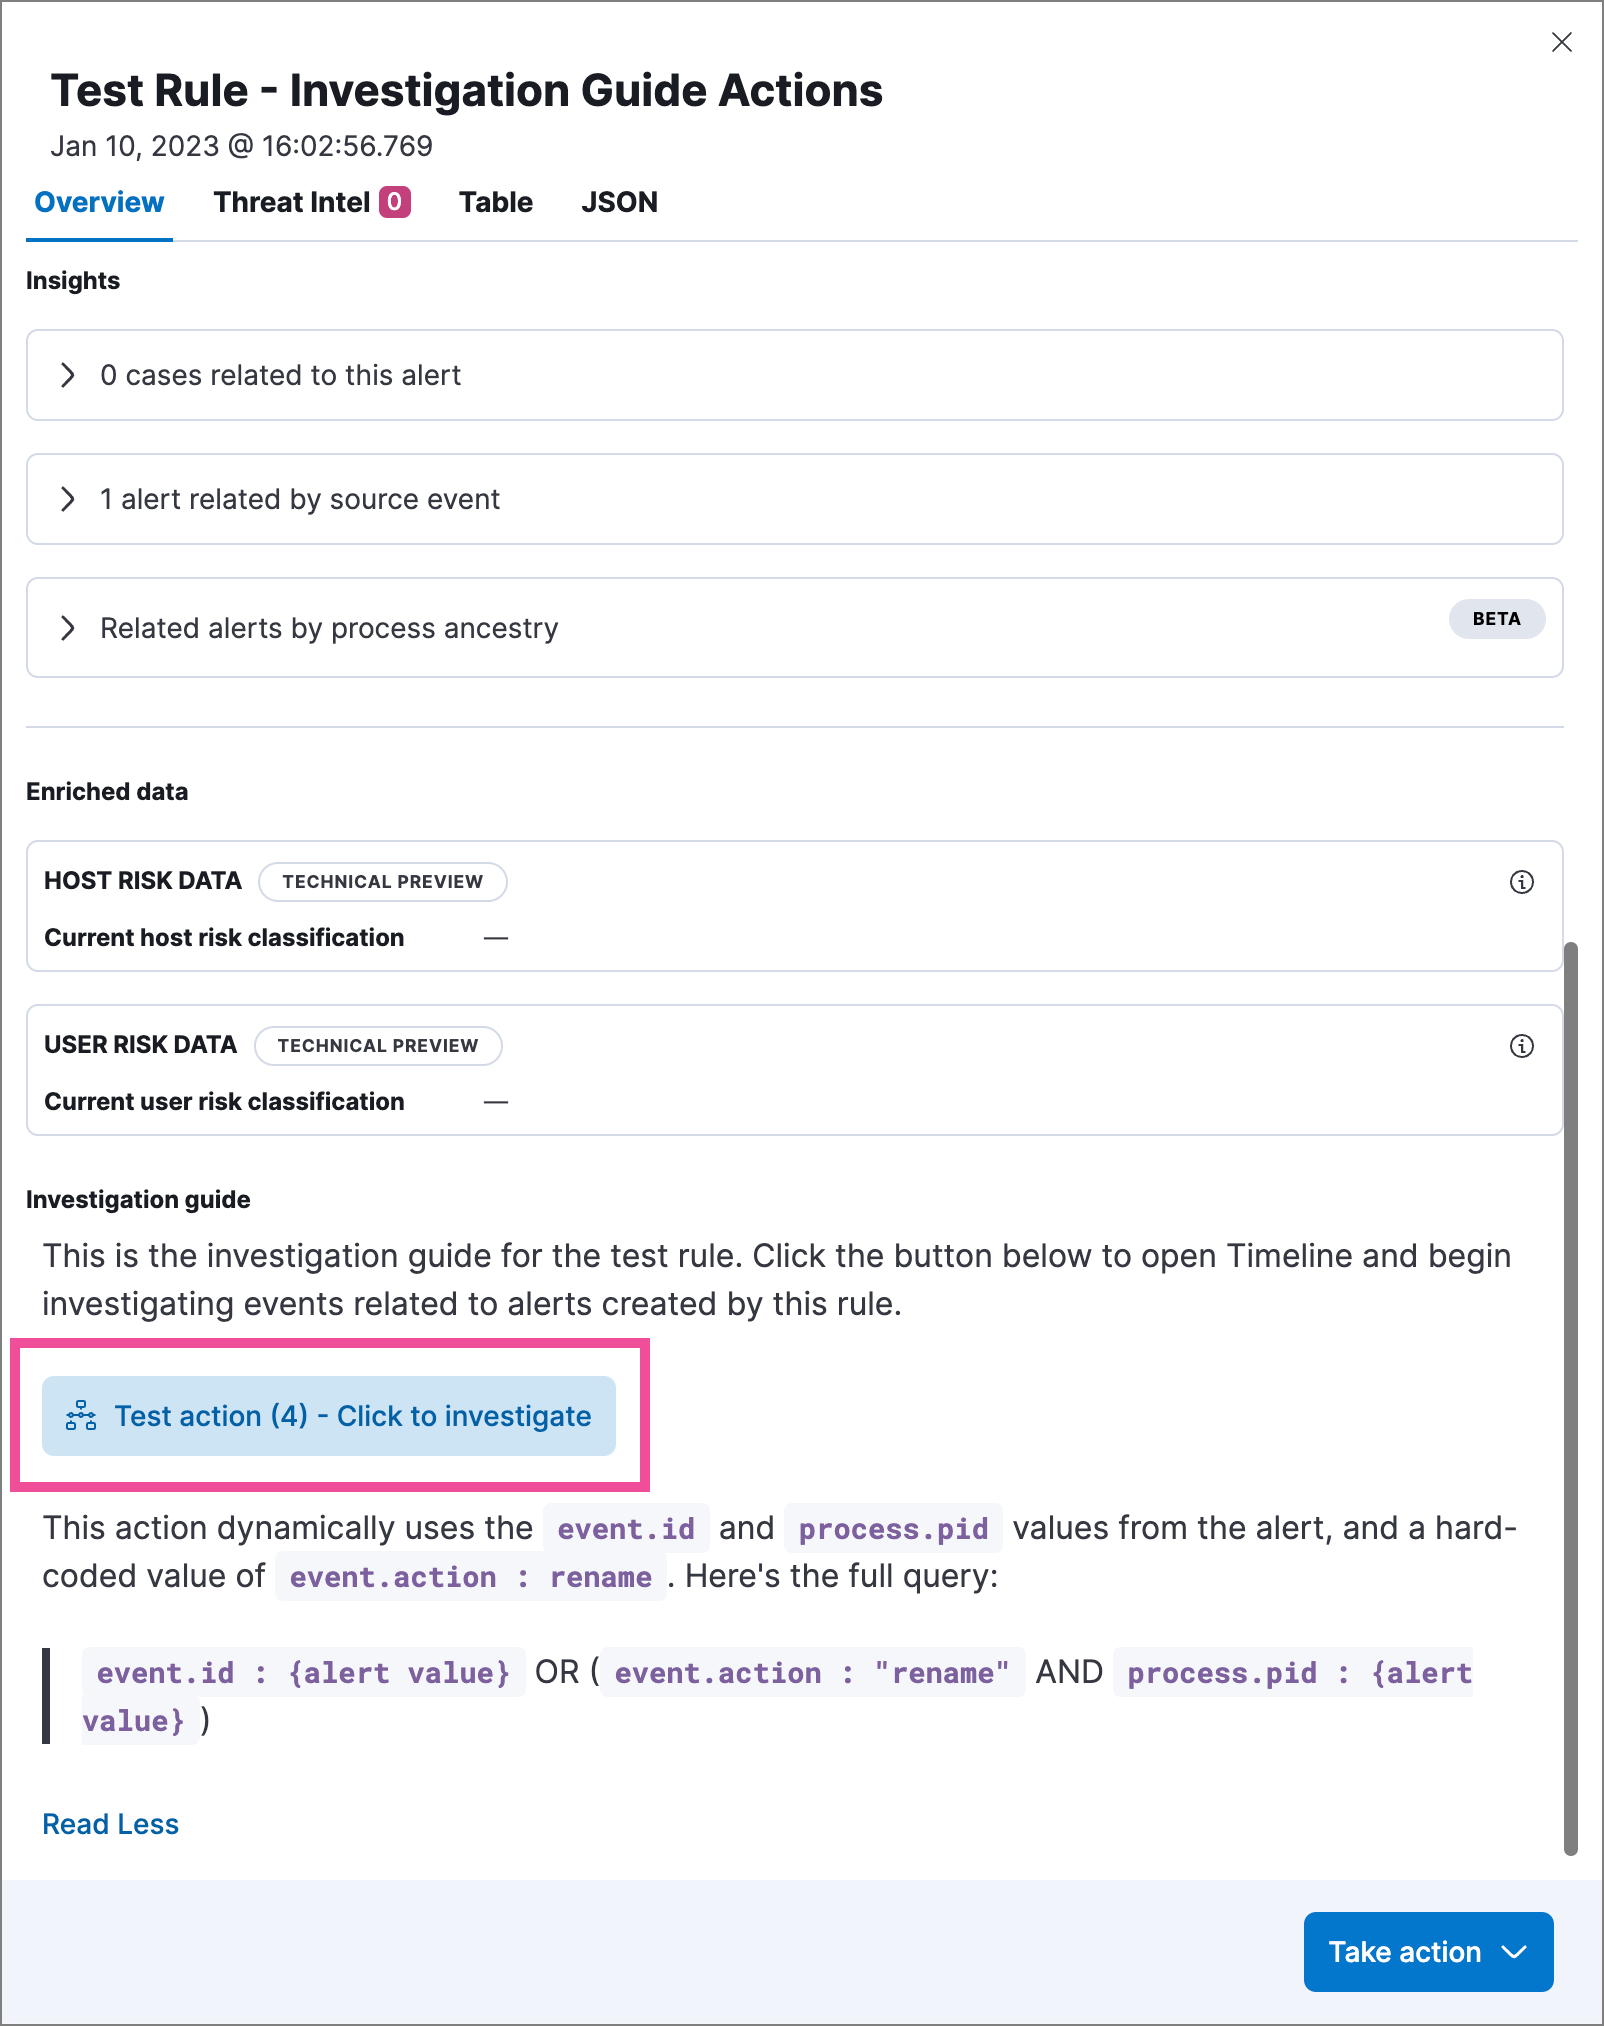 Test Rule - Investigation Guide Actions
Jan 10, 2023 @ 16:02:56.769
Overview Threat Intel 0 Table JSON
Insights
0 cases related to this alert
1 alert related by source event
Related alerts by process ancestry BETA
Enriched data
HOST RISK DATA TECHNICAL PREVIEW
Current host risk classification —
USER RISK DATA TECHNICAL PREVIEW
Current user risk classification —
Investigation guide
This is the investigation guide for the test rule. Click the button below to open Timeline and begin
investigating events related to alerts created by this rule.
Test action (4) - Click to investigate
This action dynamically uses the event.id and process.pid values from the alert, and a hard-
coded value of event.action : rename . Here's the full query:
event.id : {alert value} OR ( event.action : "rename" AND process.pid : {alert
value} )
Read Less
Take action